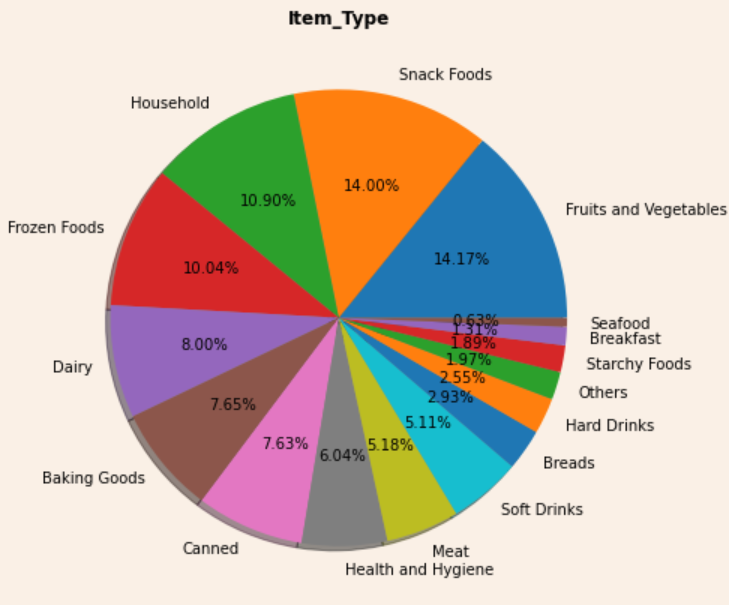 Item_Type
Snack Foods
Household
14.00%
10.90%
Fruits and Vegetables
Frozen Foods
14.17%
10.04%
0.63%
Seafood
1.31%
Breakfast
8.00%
1.89%
Dairy
1.97%
Starchy Foods
2.55%
Others
7.65%
2.93%
5.11%
Hard Drinks
7.63%
5.18%
6.04%
Breads
Baking Goods
Soft Drinks
Canned
Meat
Health and Hygiene